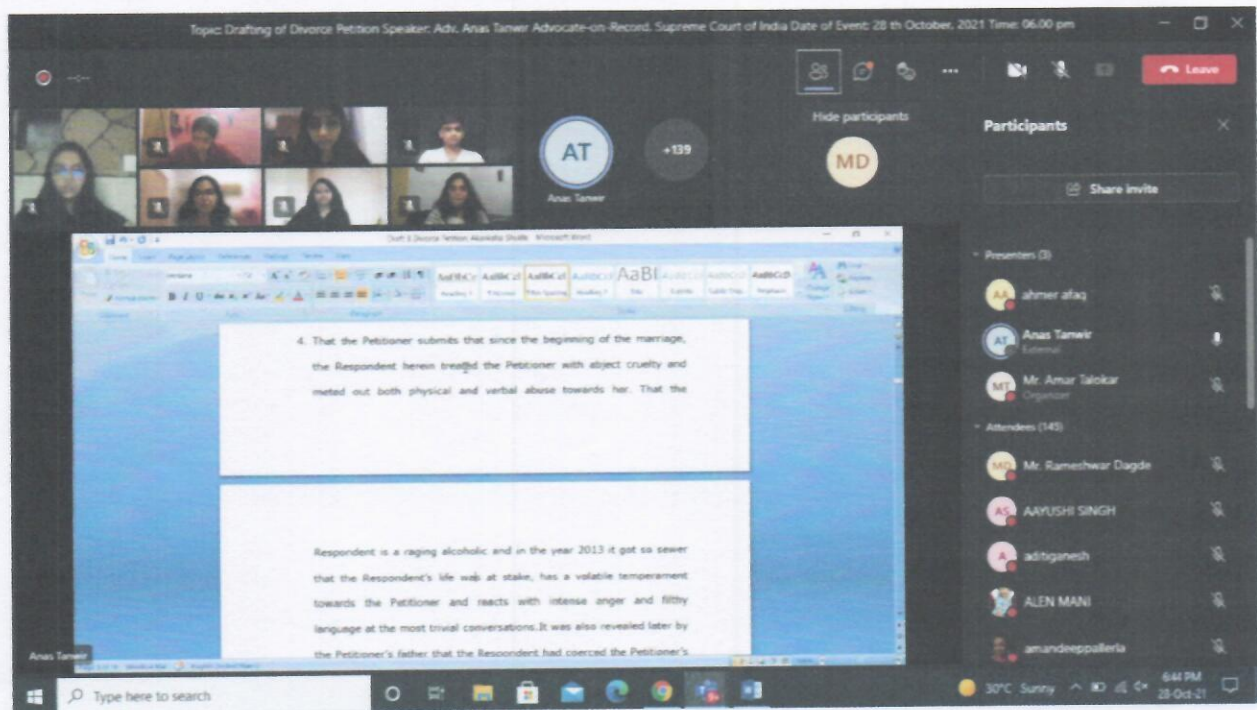 Topic: Drafting of Divorce Petition Speaker: Adv. Anas Tanwir Advocate-on-Record, Supreme Court of India Date of Event: 28 th October, 2021 Time: 06.00 pm
Leave
Hide participants
AT
Anas Tanwir
+139
MD
Participants
Share invite
Presenters (3)
AA ahmer afaq
AT Anas Tanwir
External
MT Mr. Amar Talokar
Organizer
Attendees (145)
MD Mr. Rameshwar Dagde
AS AAYUSHI SINGH
A aditiganesh
ALEN MANI
amandeeppallerla
Microsoft Word
4. That the Petitioner submits that since the beginning of the marriage,
the Respondent herein treated the Petitioner with abject cruelty and
meted out both physical and verbal abuse towards her. That the
Respondent is a raging alcoholic and in the year 2013 it got so sewer
that the Respondent's life was at stake, has a volatile temperament
towards the Petitioner and reacts with intense anger and filthy
language at the most trivial conversations.It was also revealed later by
the Petitioner's father that the Respondent had coerced the Petitioner's
Anas Tanwir
Type here to search
30°C Sunny
6:44 PM
28-Oct-21